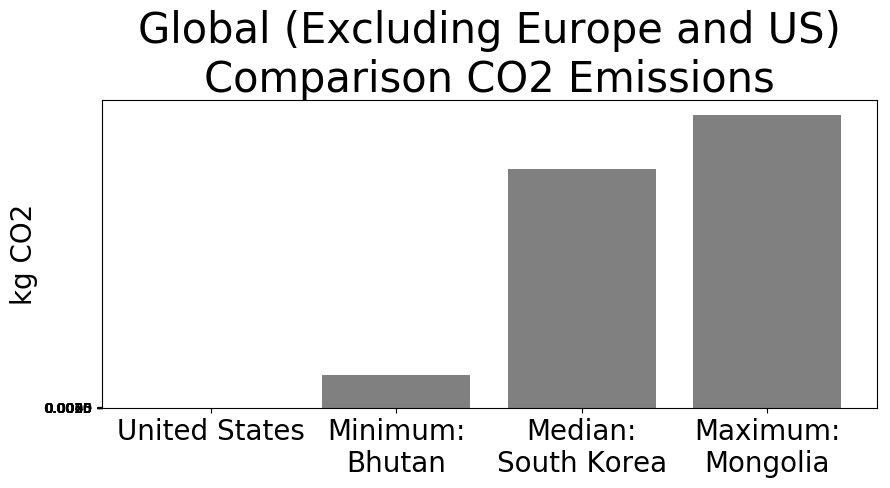 Global (Excluding Europe and US)
Comparison CO2 Emissions
kg CO2
United States
Minimum:
Bhutan
Median:
South Korea
Maximum:
Mongolia